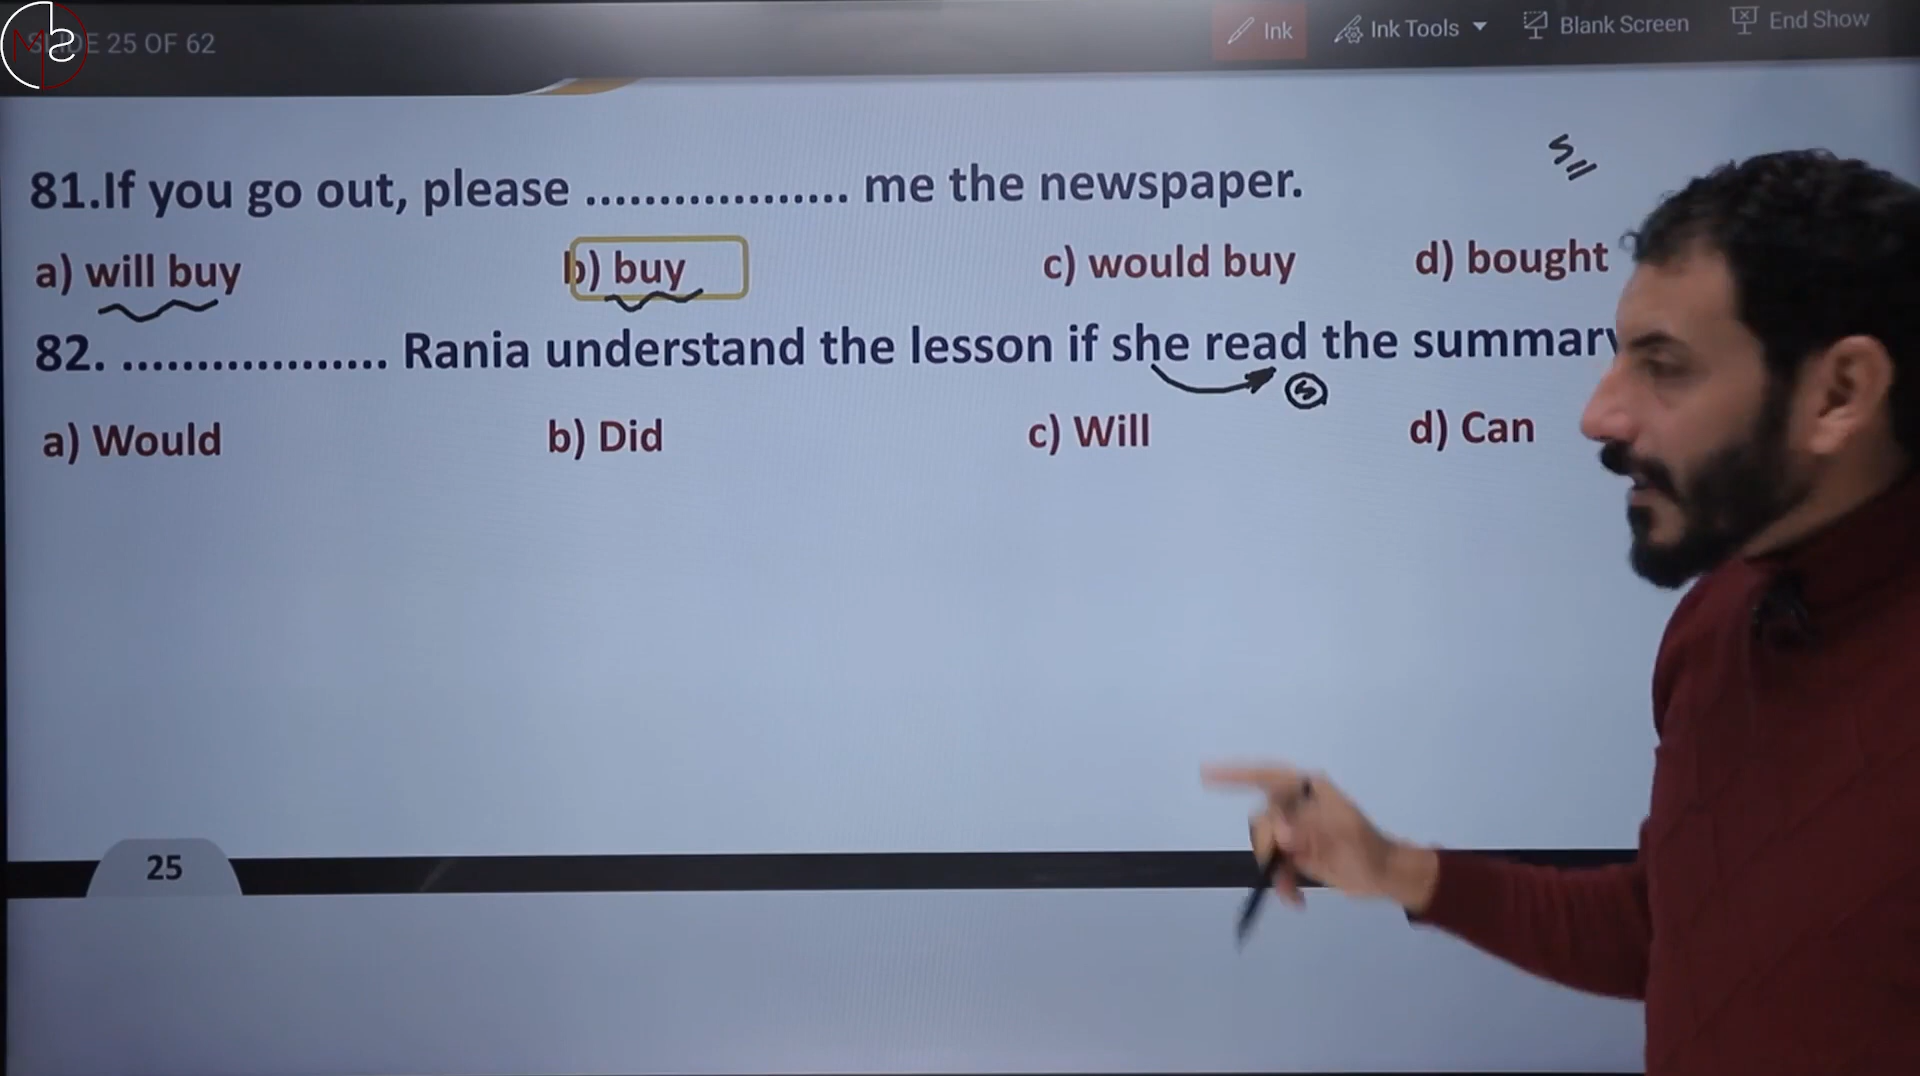 SLIDE 25 OF 62
Ink Ink Tools Blank Screen End Show
81.If you go out, please .................. me the newspaper.
a) will buy b) buy c) would buy d) bought
82. .................. Rania understand the lesson if she read the summary
s
a) Would b) Did c) Will d) Can
25